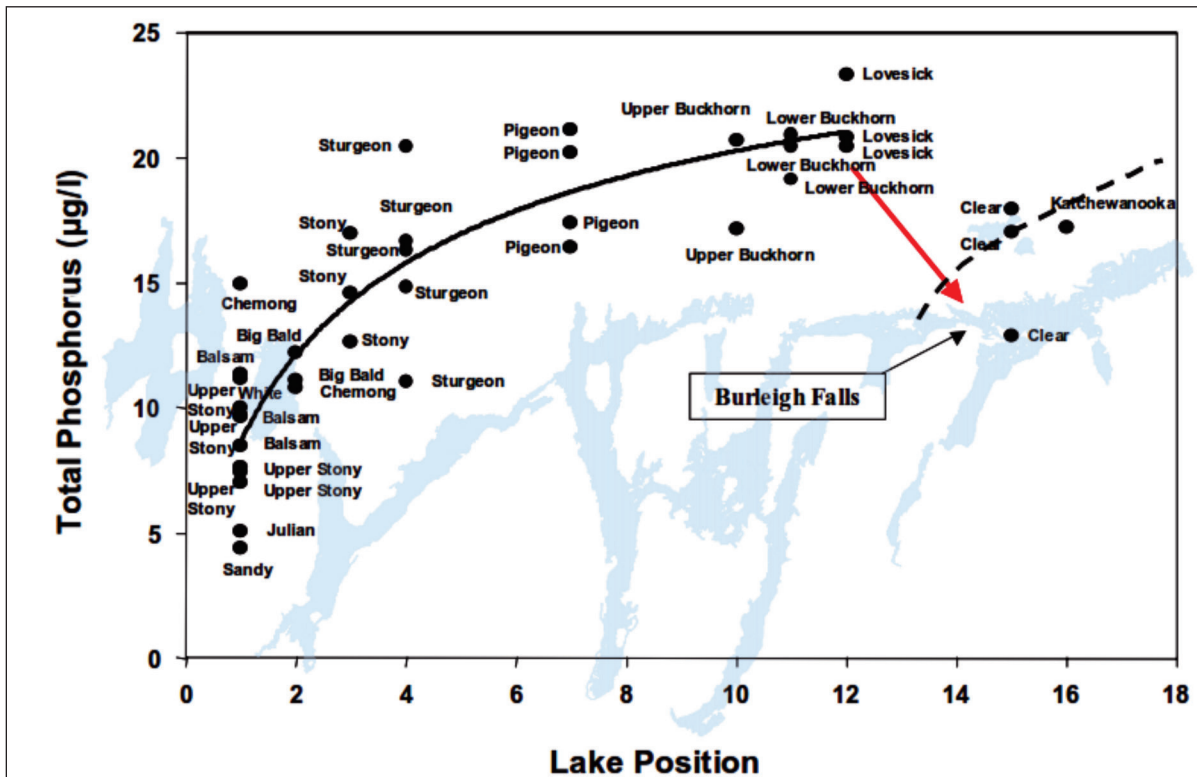 25
20
15
10
5
0
Total Phosphorus (µg/l)
Lovesick
Upper Buckhorn
Lower Buckhorn
Pigeon
Sturgeon
Lovesick
Pigeon
Lovesick
Lower Buckhorn
Lower Buckhorn
Sturgeon
Katchewanooka
Clear
Stony
Pigeon
Clear
Sturgeon
Pigeon
Upper Buckhorn
Stony
Sturgeon
Chemong
Big Bald
Stony
Clear
Balsam
Big Bald
Sturgeon
Chemong
Upper
Stony
White
Balsam
Upper
Stony
Balsam
Upper Stony
Upper
Stony
Upper Stony
Julian
Sandy
Burleigh Falls
0 2 4 6 8 10 12 14 16 18
Lake Position